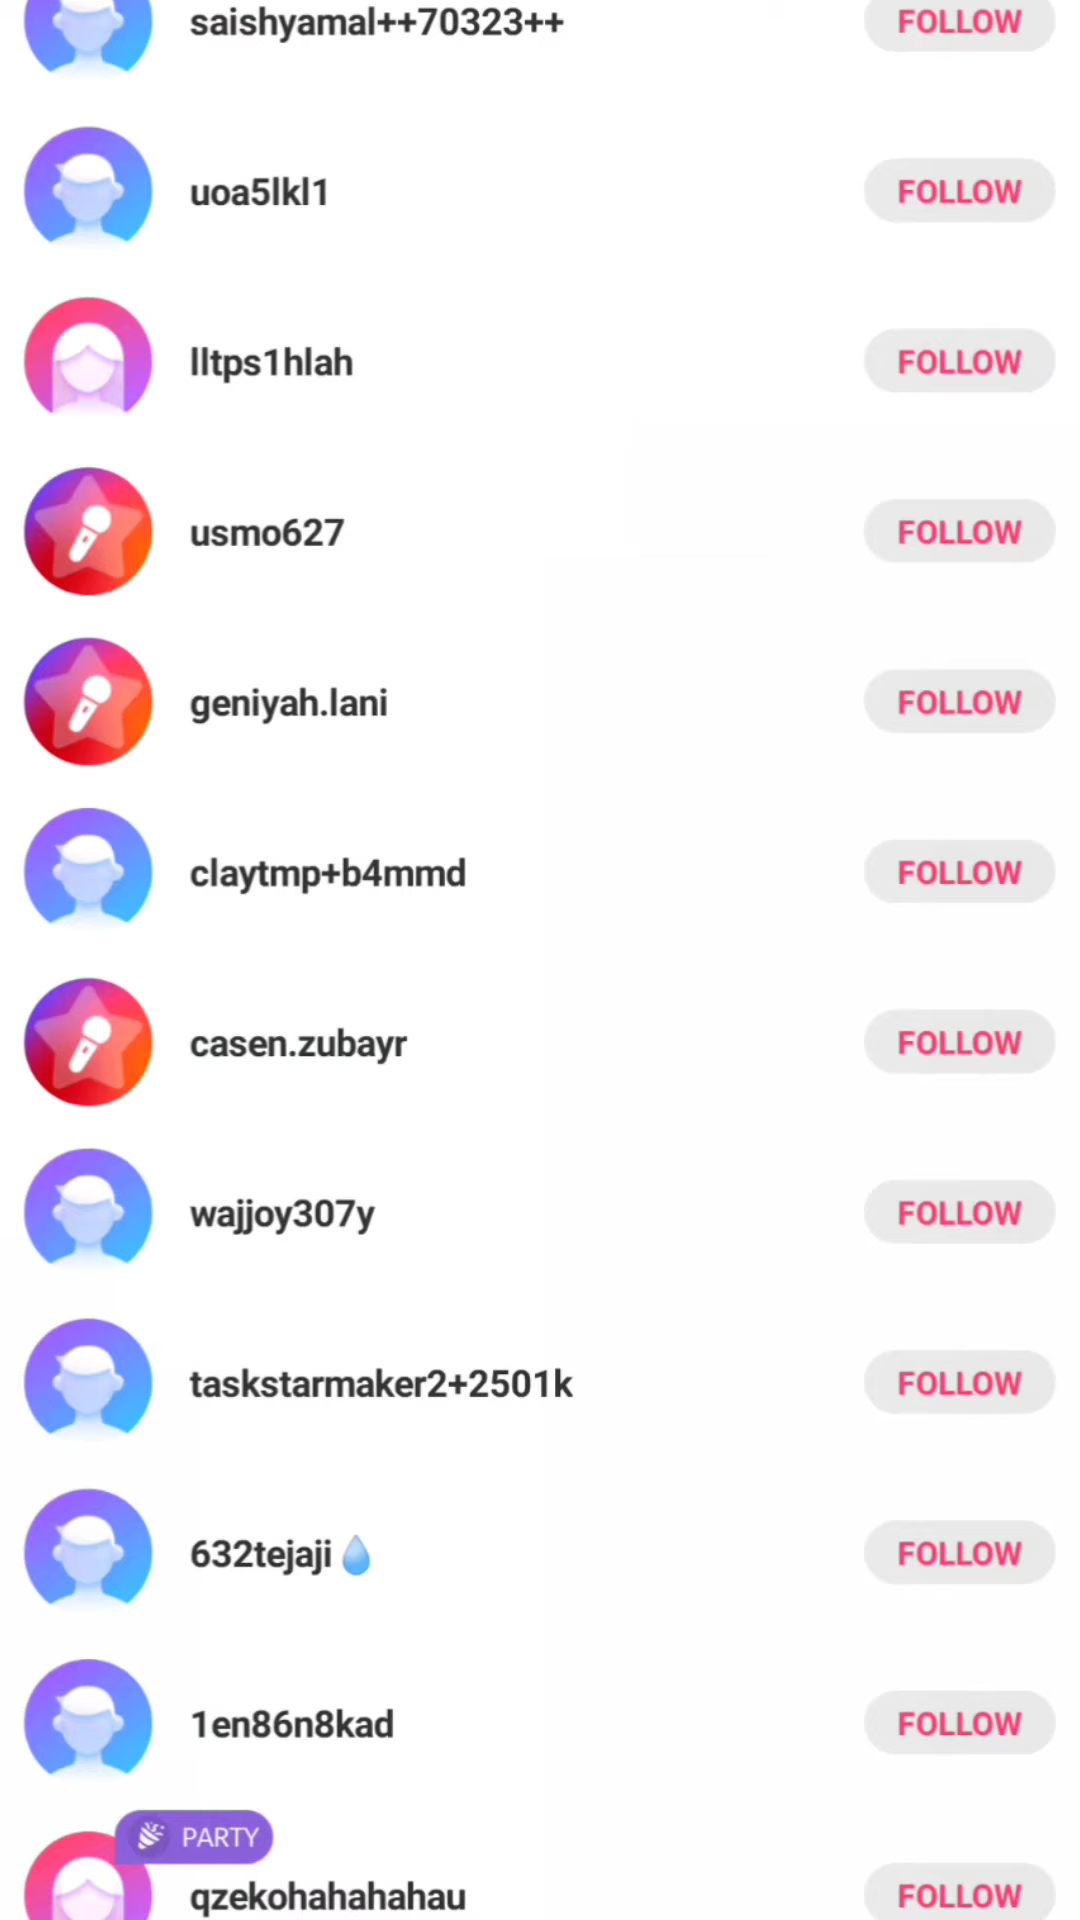 saishyamal++70323++ FOLLOW
uoa5lkl1 FOLLOW
lltps1hlah FOLLOW
usmo627 FOLLOW
geniyah.lani FOLLOW
claytmp+b4mmd FOLLOW
casen.zubayr FOLLOW
wajjoy307y FOLLOW
taskstarmaker2+2501k FOLLOW
632tejaji💧 FOLLOW
1en86n8kad FOLLOW
PARTY
qzekohahahahau FOLLOW